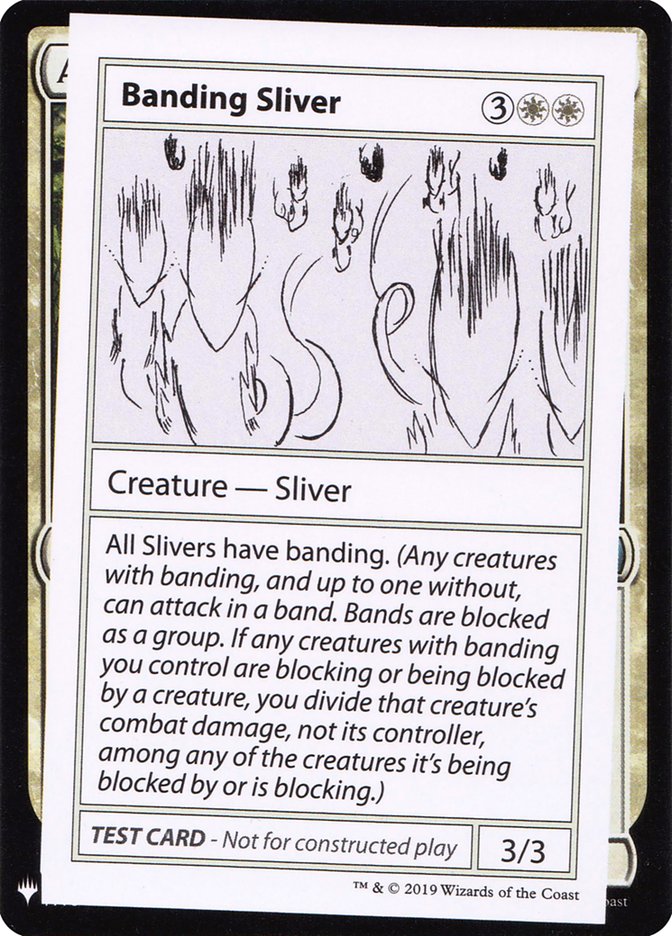 A
Banding Sliver
3
Creature — Sliver
All Slivers have banding. (Any creatures
with banding, and up to one without,
can attack in a band. Bands are blocked
as a group. If any creatures with banding
you control are blocking or being blocked
by a creature, you divide that creature's
combat damage, not its controller,
among any of the creatures it's being
blocked by or is blocking.)
TEST CARD - Not for constructed play
3/3
™ & © 2019 Wizards of the Coast
oast